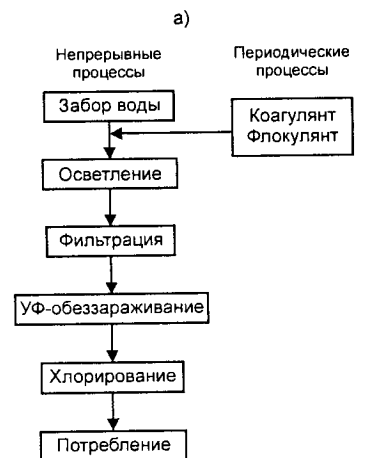 а)
Непрерывные
процессы
Периодические
процессы
Забор воды
Коагулянт
Флокулянт
Осветление
Фильтрация
УФ-обеззараживание
Хлорирование
Потребление